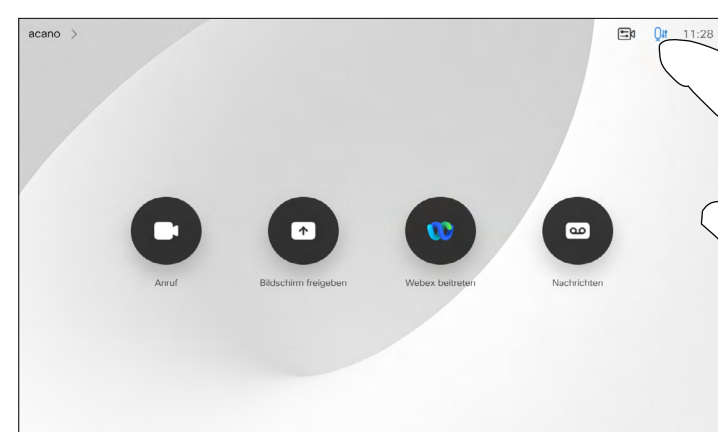 acano
11:28
Anruf
Bildschirm freigeben
Webex beitreten
Nachrichten